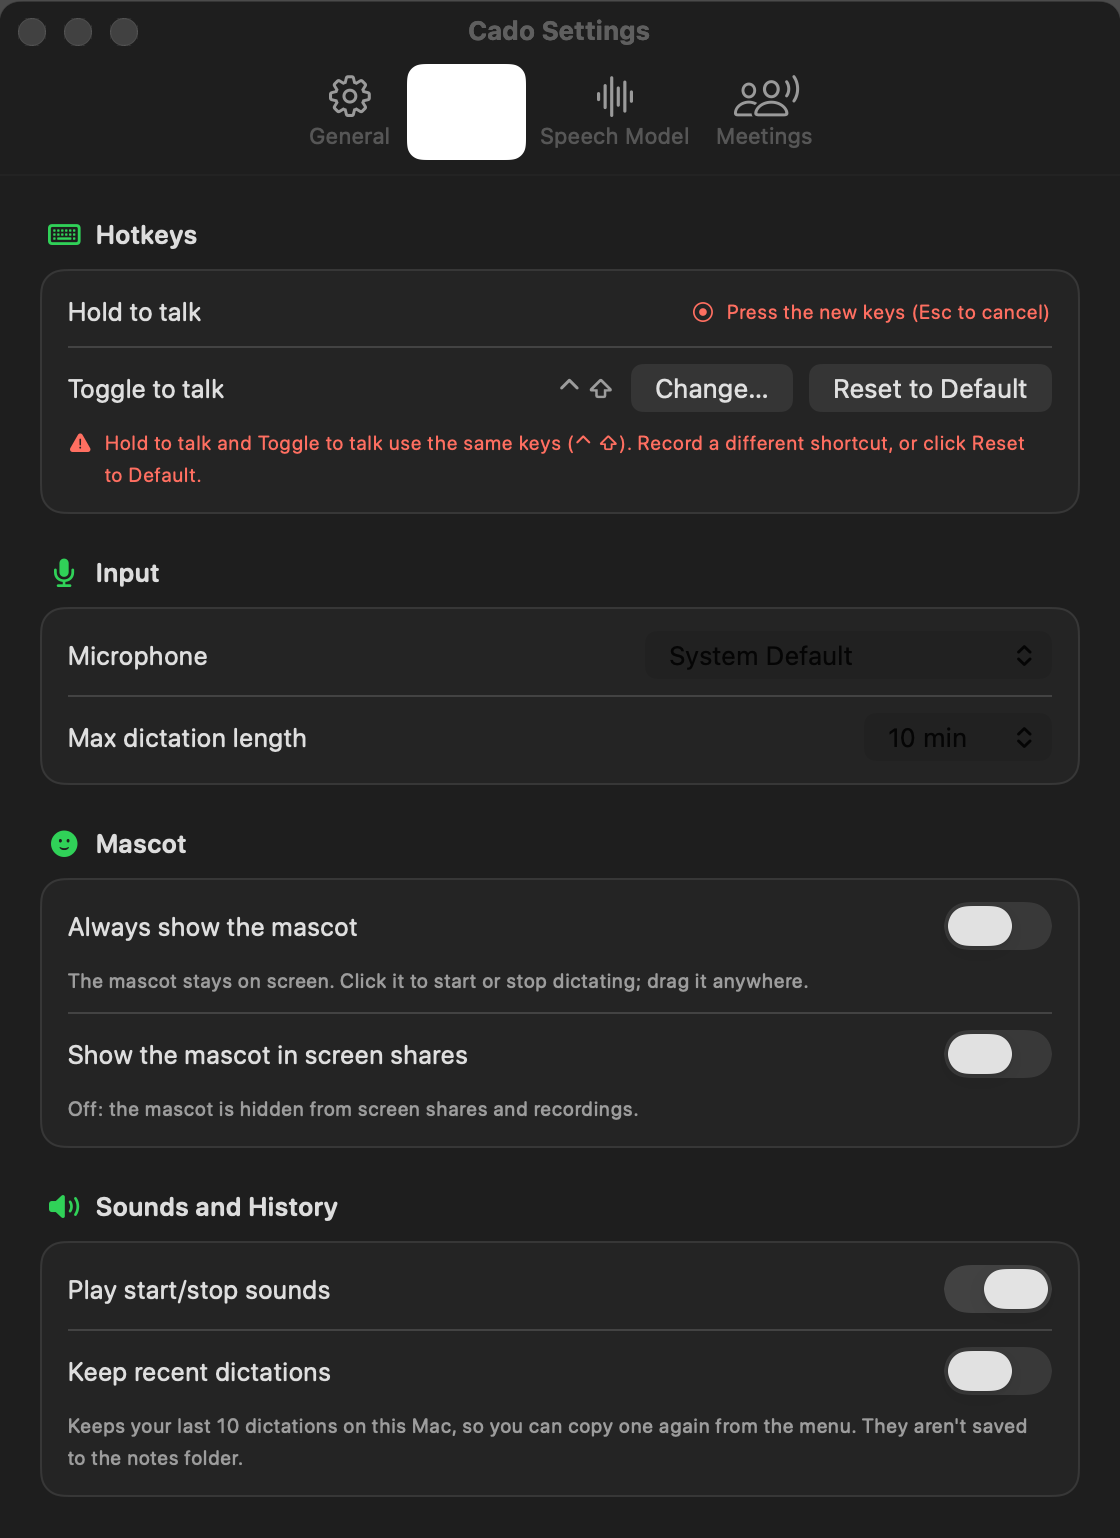 Cado Settings
General
Speech Model
Meetings
Hotkeys
Hold to talk
Press the new keys (Esc to cancel)
Toggle to talk
^ ⇧
Change...
Reset to Default
Hold to talk and Toggle to talk use the same keys (^ ⇧). Record a different shortcut, or click Reset
to Default.
Input
Microphone
System Default
Max dictation length
10 min
Mascot
Always show the mascot
The mascot stays on screen. Click it to start or stop dictating; drag it anywhere.
Show the mascot in screen shares
Off: the mascot is hidden from screen shares and recordings.
Sounds and History
Play start/stop sounds
Keep recent dictations
Keeps your last 10 dictations on this Mac, so you can copy one again from the menu. They aren't saved
to the notes folder.